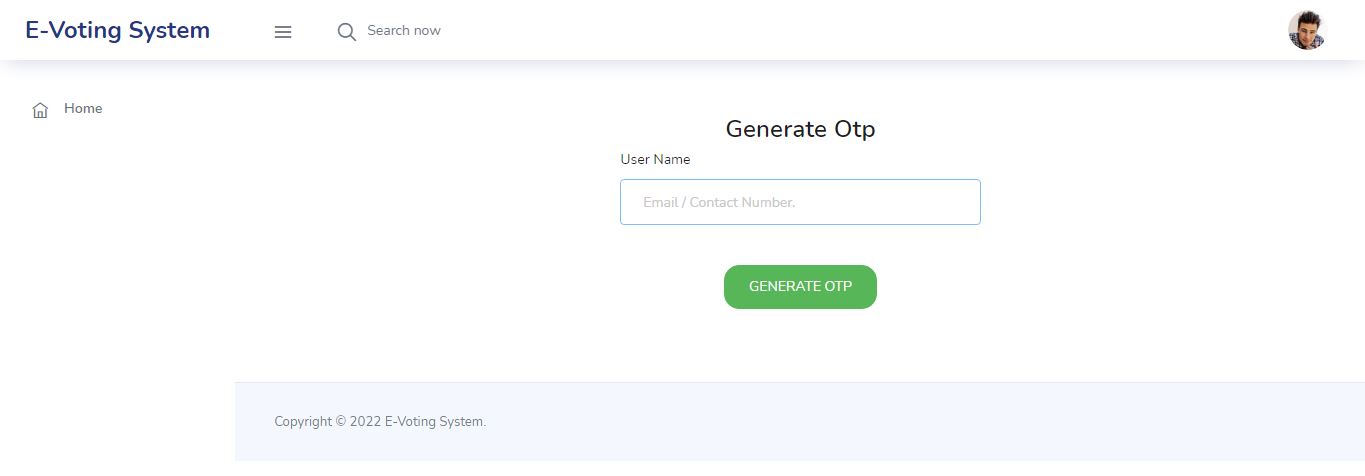 E-Voting System
Search now
Home
Generate Otp
User Name
Email / Contact Number.
GENERATE OTP
Copyright © 2022 E-Voting System.